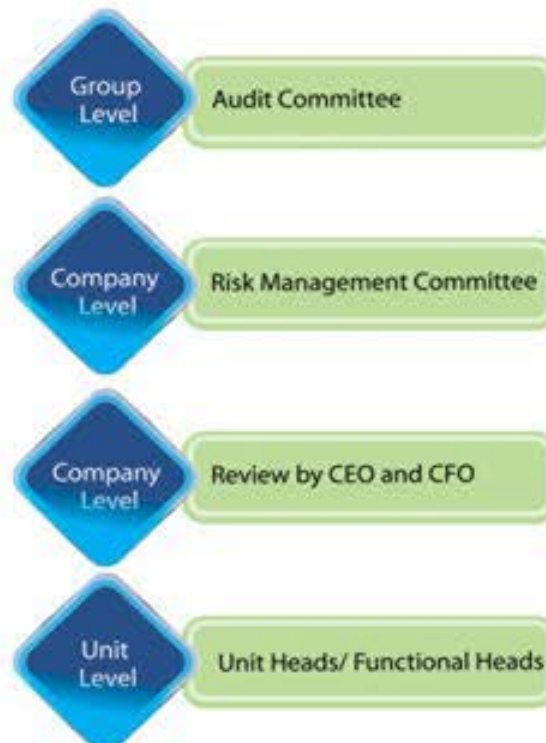 Group
Level
Audit Committee
Company
Level
Risk Management Committee
Company
Level
Review by CEO and CFO
Unit
Level
Unit Heads/ Functional Heads